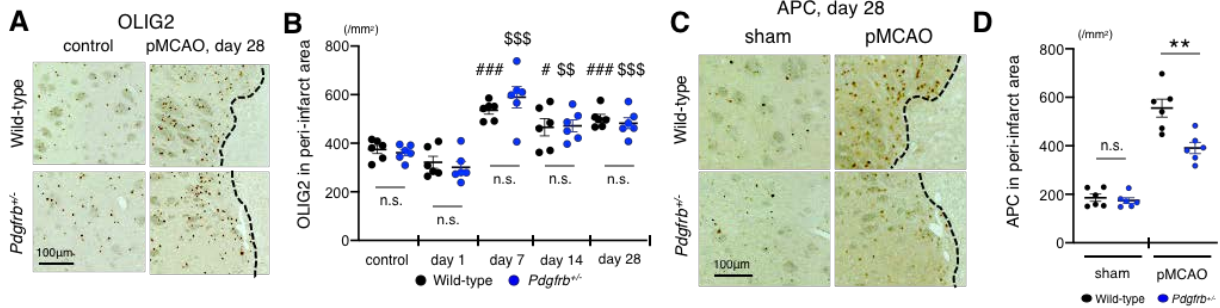 A
OLIG2
control
pMCAO, day 28
Wild-type
Pdgfrb+/-
100μm
B
(/mm²)
OLIG2 in peri-infarct area
800
600
400
200
0
###
$$$
#
$$
###
$$$
n.s.
n.s.
n.s.
n.s.
n.s.
control
day 1
day 7
day 14
day 28
Wild-type
Pdgfrb+/-
C
APC, day 28
sham
pMCAO
Wild-type
Pdgfrb+/-
100μm
D
(/mm²)
APC in peri-infarct area
800
600
400
200
0
n.s.
**
sham
pMCAO
Wild-type
Pdgfrb+/-